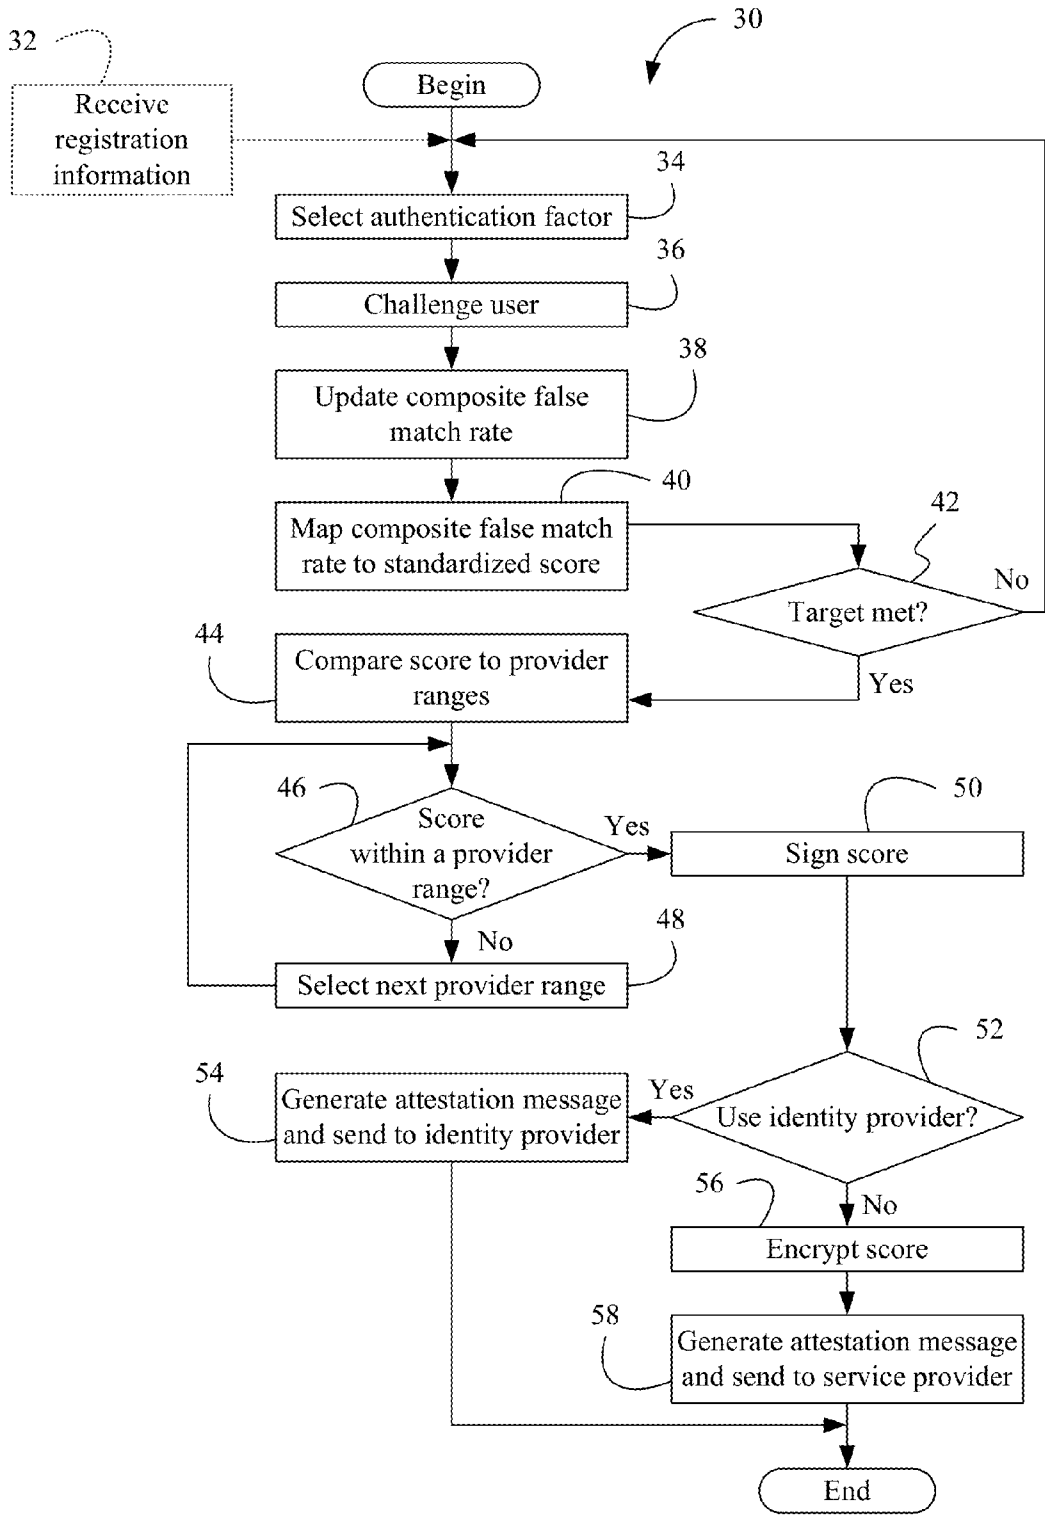 30
32
Begin
Receive
registration
information
34
Select authentication factor
36
Challenge user
38
Update composite false
match rate
40
Map composite false match
rate to standardized score
42
No
Target met?
Yes
44
Compare score to provider
ranges
46
Score
within a provider
range?
Yes
50
Sign score
No
48
Select next provider range
52
54
Generate attestation message
and send to identity provider
Yes
Use identity provider?
56
No
Encrypt score
58
Generate attestation message
and send to service provider
End